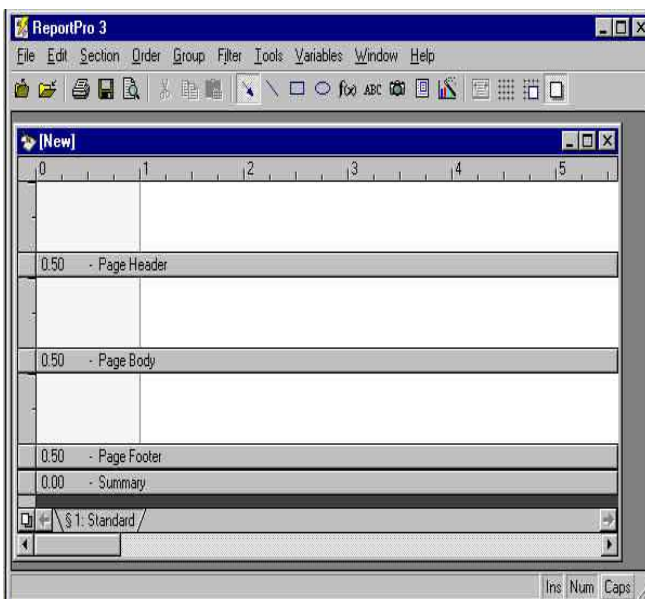 ReportPro 3
File Edit Section Order Group Filter Tools Variables Window Help
f(x) ABC
[New]
0 1 2 3 4 5
0.50 - Page Header
0.50 - Page Body
0.50 - Page Footer
0.00 - Summary
§ 1: Standard
Ins Num Caps